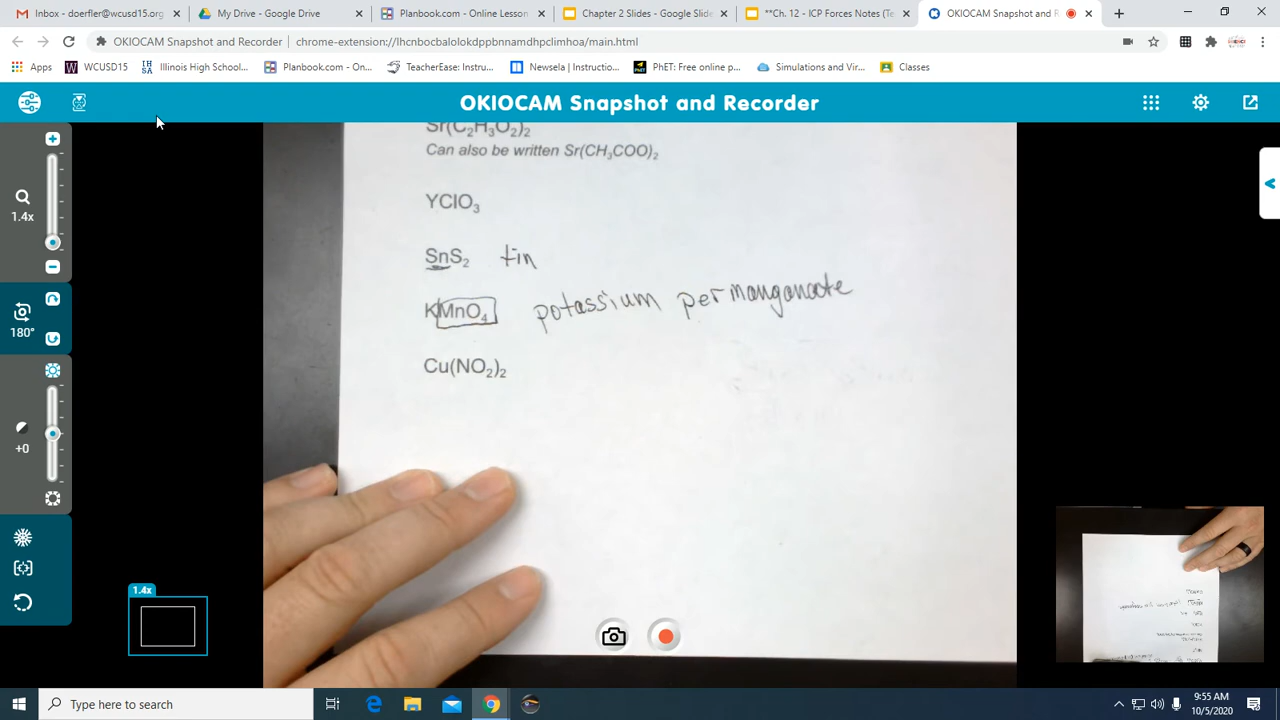 Inbox - doerfler@wcusd15.org
My Drive - Google Drive
Planbook.com - Online Lesson
Chapter 2 Slides - Google Slide
**Ch. 12 - ICP Forces Notes (Te
OKIOCAM Snapshot and R
OKIOCAM Snapshot and Recorder
chrome-extension://lhcnbocbalolokdppbnnamdhpclimhoa/main.html
Apps
WCUSD15
Illinois High School...
Planbook.com - On...
TeacherEase: Instru...
Newsela | Instructio...
PhET: Free online p...
Simulations and Vir...
Classes
OKIOCAM Snapshot and Recorder
Sr(C₂H₃O₂)₂
Can also be written Sr(CH₃COO)₂
YClO₃
SnS₂ tin
KMnO₄ potassium permanganate
Cu(NO₂)₂
1.4x
180°
+0
1.4x
Type here to search
9:55 AM
10/5/2020